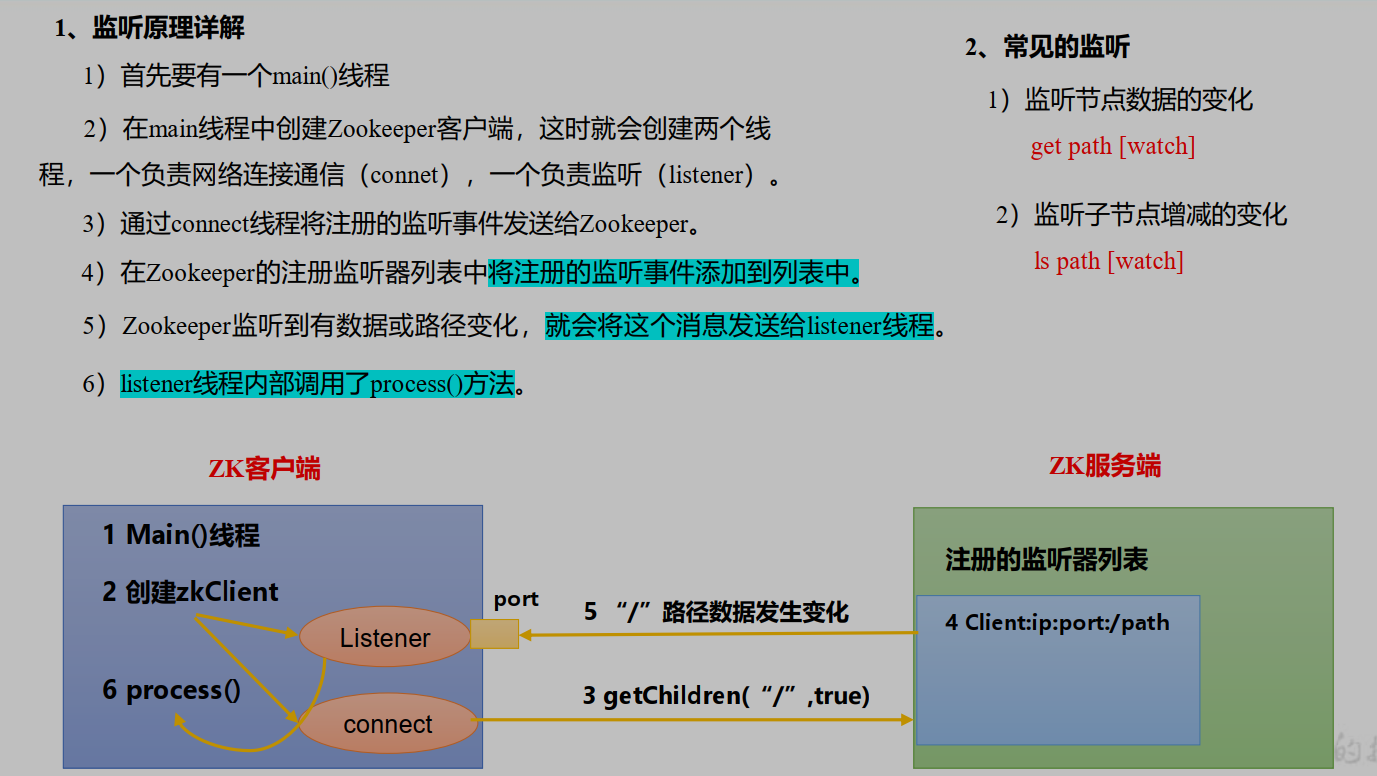 1、监听原理详解
1）首先要有一个main()线程
2）在main线程中创建Zookeeper客户端，这时就会创建两个线
程，一个负责网络连接通信（connet），一个负责监听（listener）。
3）通过connect线程将注册的监听事件发送给Zookeeper。
4）在Zookeeper的注册监听器列表中将注册的监听事件添加到列表中。
5）Zookeeper监听到有数据或路径变化，就会将这个消息发送给listener线程。
6）listener线程内部调用了process()方法。
2、常见的监听
1）监听节点数据的变化
get path [watch]
2）监听子节点增减的变化
ls path [watch]
ZK客户端
1 Main()线程
2 创建zkClient
Listener
6 process()
connect
port
5 “/”路径数据发生变化
3 getChildren(“/”,true)
ZK服务端
注册的监听器列表
4 Client:ip:port:/path
的